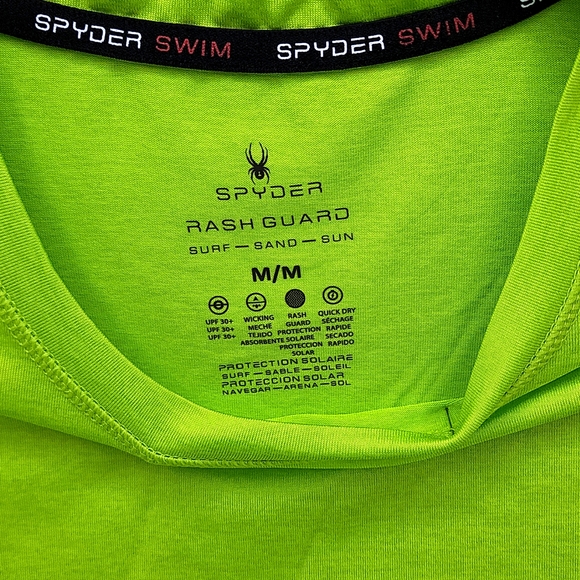 SPYDER SWIM SPYDER SWIM S
SPYDER
RASH GUARD
SURF — SAND — SUN
M/M
UPF 30+ WICKING RASH QUICK DRY
UPF 30+ MECHE GUARD SÉCHAGE
UPF 30+ TEJIDO PROTECTION RAPIDE
ABSORBENTE SOLAIRE SECADO
PROTECCION RAPIDO
SOLAR
PROTECTION SOLAIRE
SURF — SABLE — SOLEIL
PROTECCION SOLAR
NAVEGAR — ARENA — SOL